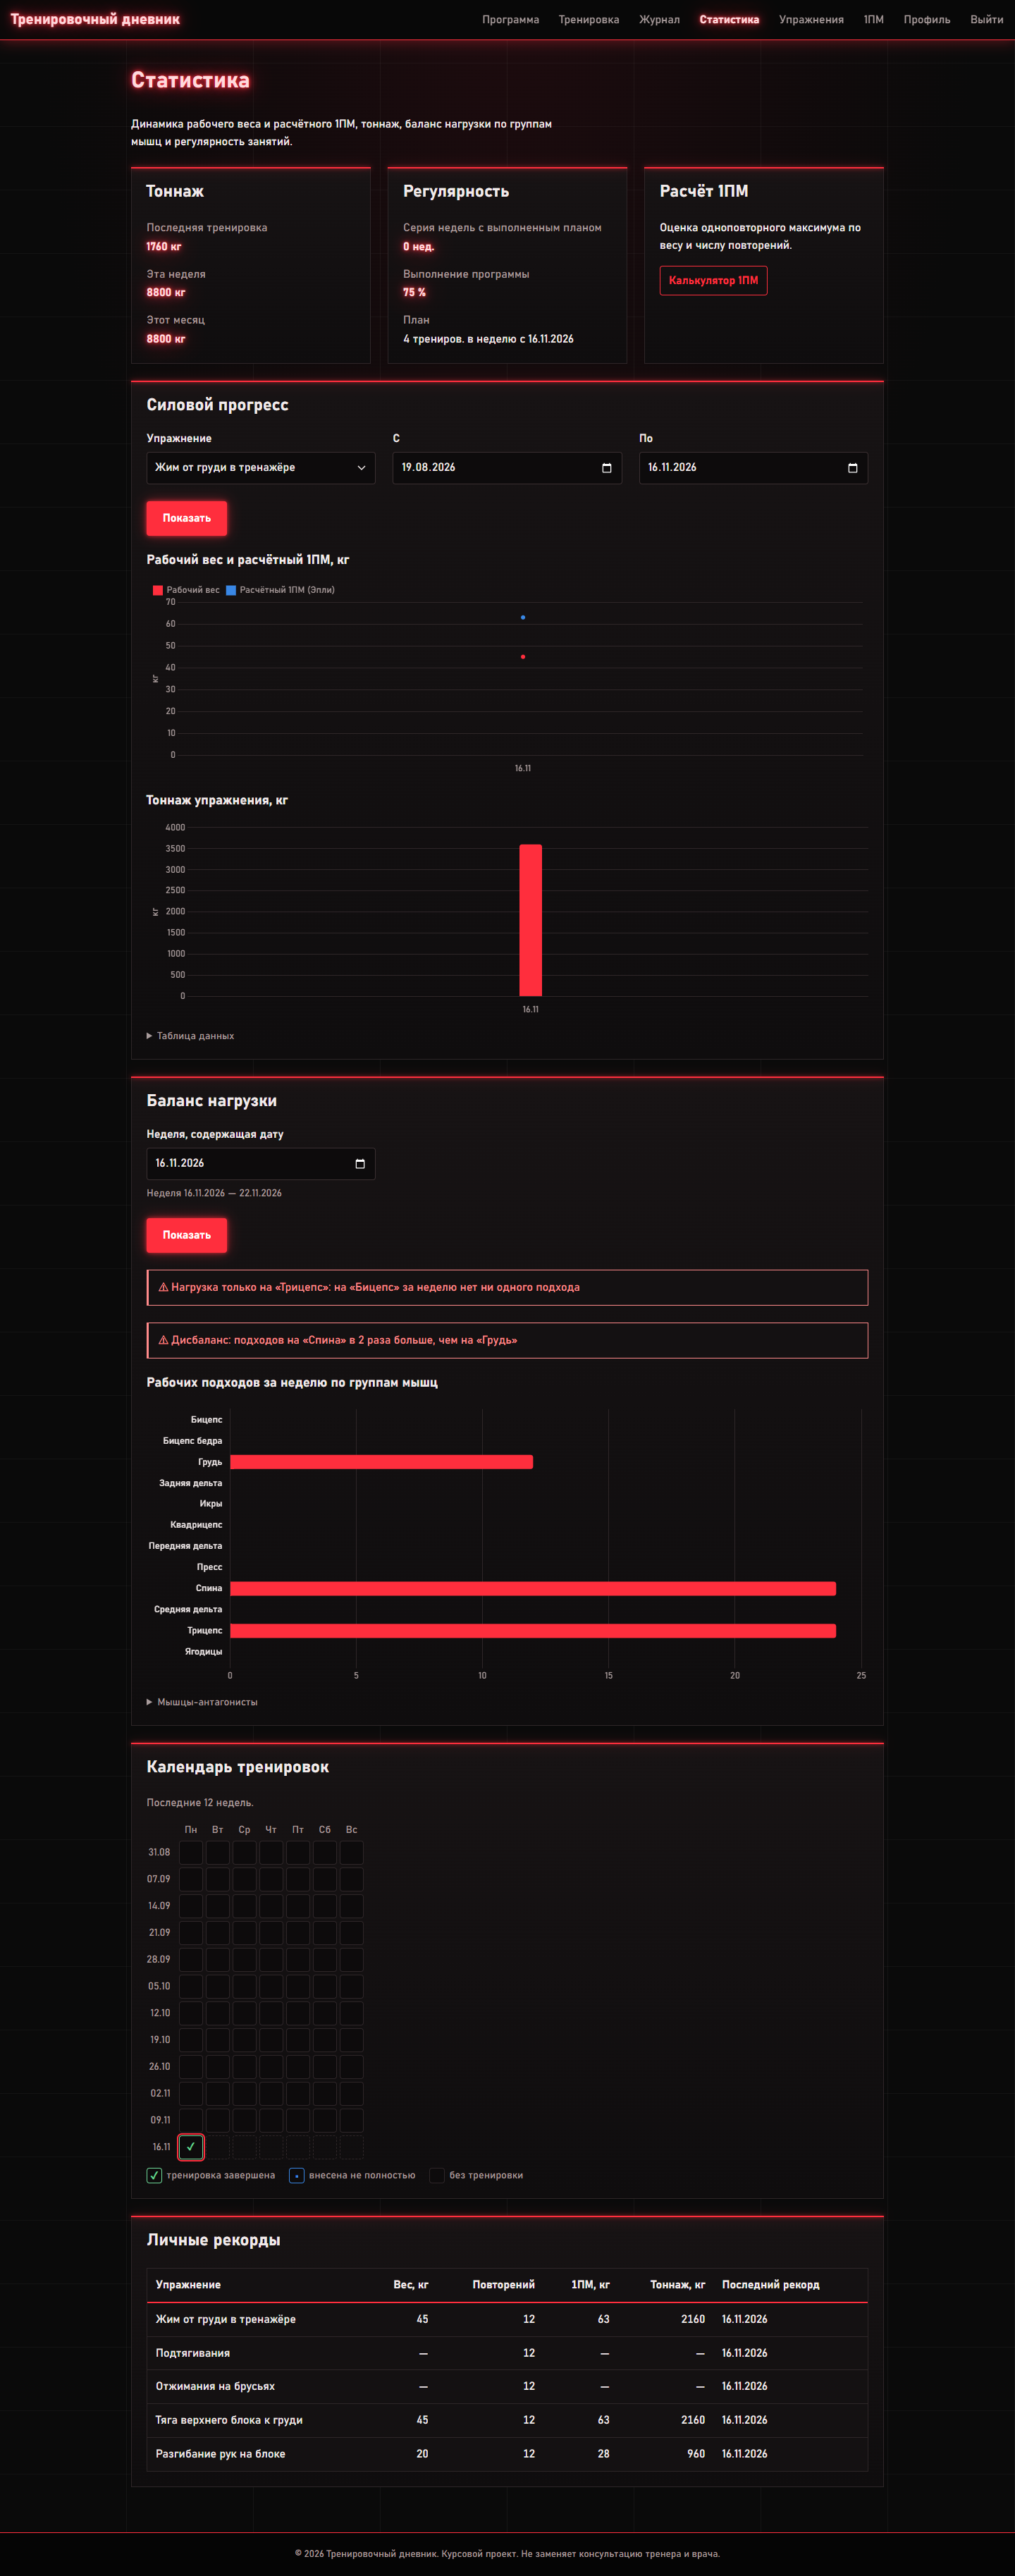 Тренировочный дневник
Программа Тренировка Журнал Статистика Упражнения 1ПМ Профиль Выйти
Статистика
Динамика рабочего веса и расчётного 1ПМ, тоннаж, баланс нагрузки по группам
мышц и регулярность занятий.
Тоннаж
Последняя тренировка
1760 кг
Эта неделя
8800 кг
Этот месяц
8800 кг
Регулярность
Серия недель с выполненным планом
0 нед.
Выполнение программы
75 %
План
4 трениров. в неделю с 16.11.2026
Расчёт 1ПМ
Оценка одноповторного максимума по
весу и числу повторений.
Калькулятор 1ПМ
Силовой прогресс
Упражнение С По
Жим от груди в тренажёре 19.08.2026 16.11.2026
Показать
Рабочий вес и расчётный 1ПМ, кг
Рабочий вес Расчётный 1ПМ (Эпли)
70
60
50
40
кг
30
20
10
0
16.11
Тоннаж упражнения, кг
4000
3500
3000
2500
кг
2000
1500
1000
500
0
16.11
▶ Таблица данных
Баланс нагрузки
Неделя, содержащая дату
16.11.2026
Неделя 16.11.2026 — 22.11.2026
Показать
⚠ Нагрузка только на «Трицепс»: на «Бицепс» за неделю нет ни одного подхода
⚠ Дисбаланс: подходов на «Спина» в 2 раза больше, чем на «Грудь»
Рабочих подходов за неделю по группам мышц
Бицепс
Бицепс бедра
Грудь
Задняя дельта
Икры
Квадрицепс
Передняя дельта
Пресс
Спина
Средняя дельта
Трицепс
Ягодицы
0 5 10 15 20 25
▶ Мышцы-антагонисты
Календарь тренировок
Последние 12 недель.
Пн Вт Ср Чт Пт Сб Вс
31.08
07.09
14.09
21.09
28.09
05.10
12.10
19.10
26.10
02.11
09.11
16.11 ✓
✓ тренировка завершена • внесена не полностью без тренировки
Личные рекорды
Упражнение Вес, кг Повторений 1ПМ, кг Тоннаж, кг Последний рекорд
Жим от груди в тренажёре 45 12 63 2160 16.11.2026
Подтягивания — 12 — — 16.11.2026
Отжимания на брусьях — 12 — — 16.11.2026
Тяга верхнего блока к груди 45 12 63 2160 16.11.2026
Разгибание рук на блоке 20 12 28 960 16.11.2026
© 2026 Тренировочный дневник. Курсовой проект. Не заменяет консультацию тренера и врача.